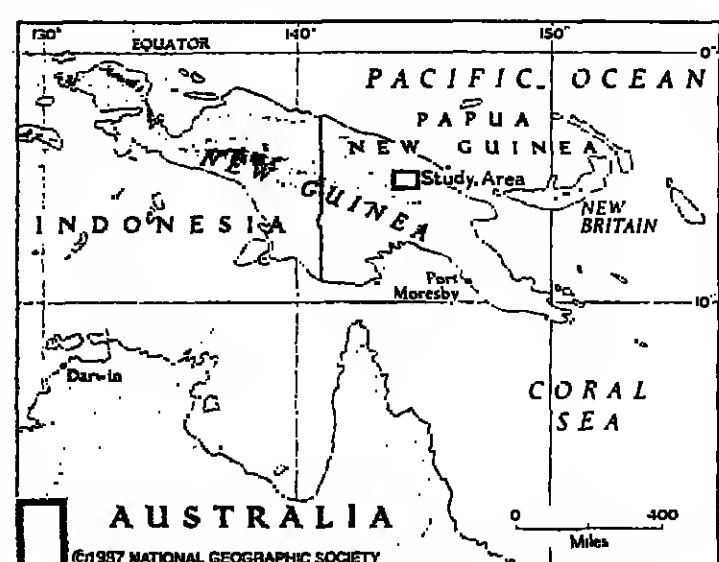 130°
140°
150°
EQUATOR
0°
PACIFIC OCEAN
PAPUA
NEW GUINEA
NEW GUINEA
Study Area
INDONESIA
NEW
BRITAIN
Port
Moresby
10°
Darwin
CORAL
SEA
AUSTRALIA
0 400
Miles
©1987 NATIONAL GEOGRAPHIC SOCIETY